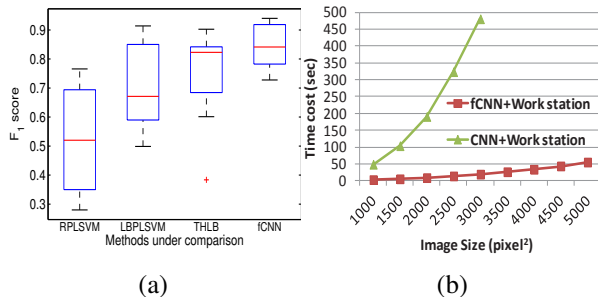 F1 score
0.9
0.8
0.7
0.6
0.5
0.4
0.3
RPLSVM LBPLSVM THLB fCNN
Methods under comparison
(a)
Time cost (sec)
500
450
400
350
300
250
200
150
100
50
0
fCNN+Work station
CNN+Work station
1000 1500 2000 2500 3000 3500 4000 4500 5000
Image Size (pixel²)
(b)